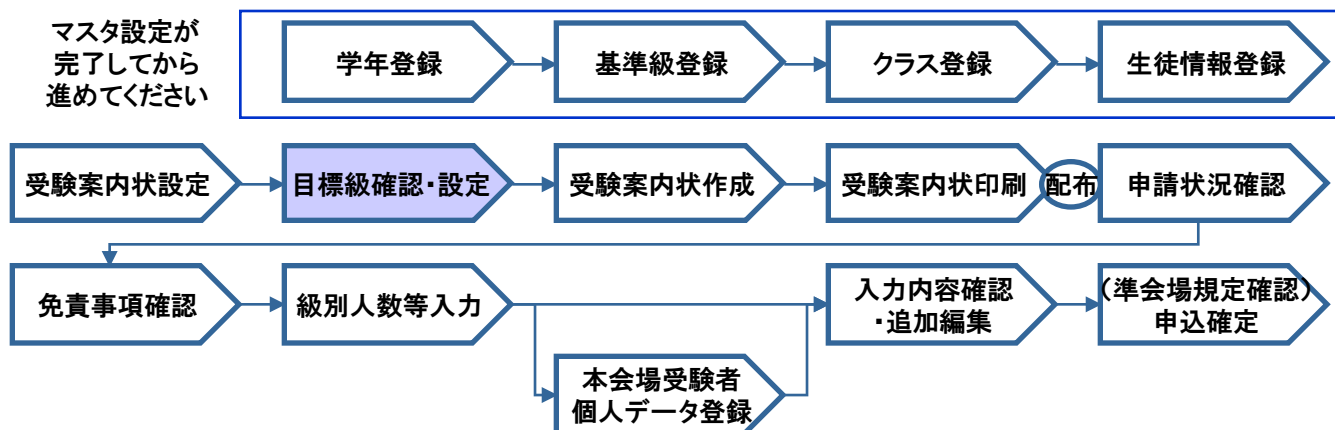 マスタ設定が
完了してから
進めてください
学年登録
基準級登録
クラス登録
生徒情報登録
受験案内状設定
目標級確認・設定
受験案内状作成
受験案内状印刷
配布
申請状況確認
免責事項確認
級別人数等入力
本会場受験者
個人データ登録
入力内容確認
・追加編集
(準会場規定確認)
申込確定